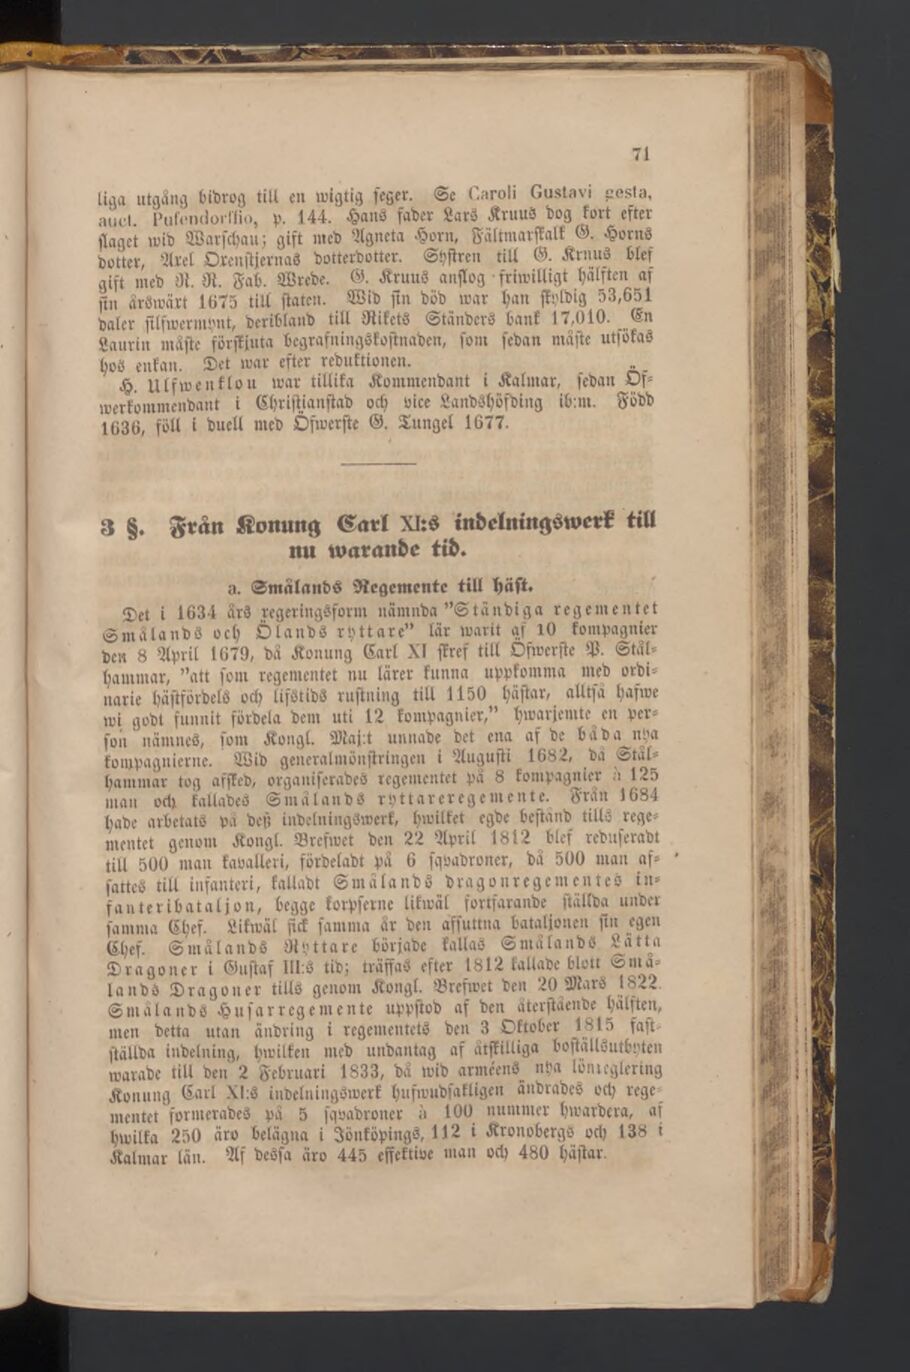 71
liga utgång bidrog till en wigtig seger. Se Caroli Gustavi gesta,
auct. Pufendorffio, p. 144. Hans fader Lars Kruus dog kort efter
slaget wid Warschau; gift med Agneta Horn, Fältmarskalk G. Horns
dotter, Axel Oxenstjernas dotterdotter. Systren till G. Kruus blef
gift med R. R. Fab. Wrede. G. Kruus anslog friwilligt hälften af
sin årswärt 1675 till staten. Wid sin död war han skyldig 53,651
daler silfwermynt, deribland till Rikets Ständers bank 17,010. En
Laurin måste förskjuta begrafningskostnaden, som sedan måste utsökas
hos enkan. Det war efter reduktionen.
H. Ulfwenklou war tillika Kommendant i Kalmar, sedan Öf-
werkommendant i Christianstad och vice Landshöfding ib:m. Född
1636, föll i duell med Öfwerste G. Tungel 1677.
3 §. Från Konung Carl XI:s indelningswerk till
nu warande tid.
a. Smålands Regemente till häst.
Det i 1634 års regeringsform nämnda "Ständiga regementet
Smålands och Ölands ryttare" lär warit af 10 kompagnier
den 8 April 1679, då Konung Carl XI skref till Öfwerste P. Stål-
hammar, "att som regementet nu lärer kunna uppkomma med ordi-
narie hästfördels och lifstids rustning till 1150 hästar, alltså hafwe
wi godt funnit fördela dem uti 12 kompagnier," hwarjemte en per-
son nämnes, som Kongl. Maj:t unnade det ena af de båda nya
kompagnierne. Wid generalmönstringen i Augusti 1682, då Stål-
hammar tog afsked, organiserades regementet på 8 kompagnier à 125
man och kallades Smålands ryttareregemente. Från 1684
hade arbetats på deß indelningswerk, hwilket egde bestånd tills rege-
mentet genom Kongl. Brefwet den 22 April 1812 blef reduseradt
till 500 man kavalleri, fördeladt på 6 sqvadroner, då 500 man af-
sattes till infanteri, kalladt Smålands dragonregementes in-
fanteribataljon, begge korpserne likwäl fortfarande ställda under
samma Chef. Likwäl fick samma år den afsuttna bataljonen sin egen
Chef. Smålands Ryttare började kallas Smålands Lätta
Dragoner i Gustaf III:s tid; träffas efter 1812 kallade blott Små-
lands Dragoner tills genom Kongl. Brefwet den 20 Mars 1822.
Smålands Husarregemente uppstod af den återstående hälften,
men detta utan ändring i regementets den 3 Oktober 1815 fast-
ställda indelning, hwilken med undantag af åtskilliga boställsutbyten
warade till den 2 Februari 1833, då wid arméens nya lönreglering
Konung Carl XI:s indelningswerk hufwudsakligen ändrades och rege-
mentet formerades på 5 sqvadroner à 100 nummer hwardera, af
hwilka 250 äro belägna i Jönköpings, 112 i Kronobergs och 138 i
Kalmar län. Af dessa äro 445 effektive man och 480 hästar.